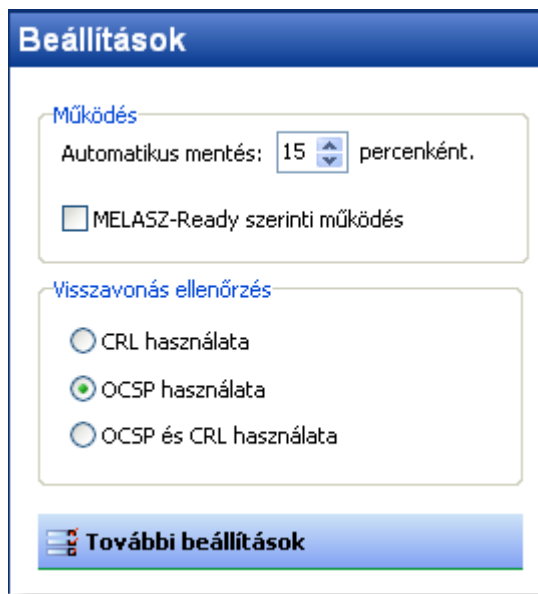 Beállítások
Működés
Automatikus mentés: 15 percenként.
MELASZ-Ready szerinti működés
Visszavonás ellenőrzés
CRL használata
OCSP használata
OCSP és CRL használata
További beállítások